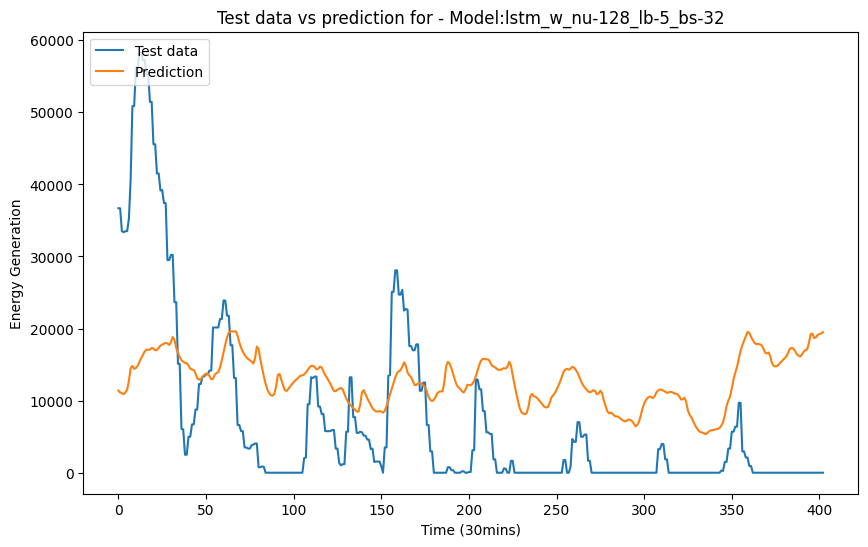 Test data vs prediction for - Model:lstm_w_nu-128_lb-5_bs-32
Test data
Prediction
60000
50000
40000
30000
20000
10000
0
Energy Generation
0 50 100 150 200 250 300 350 400
Time (30mins)